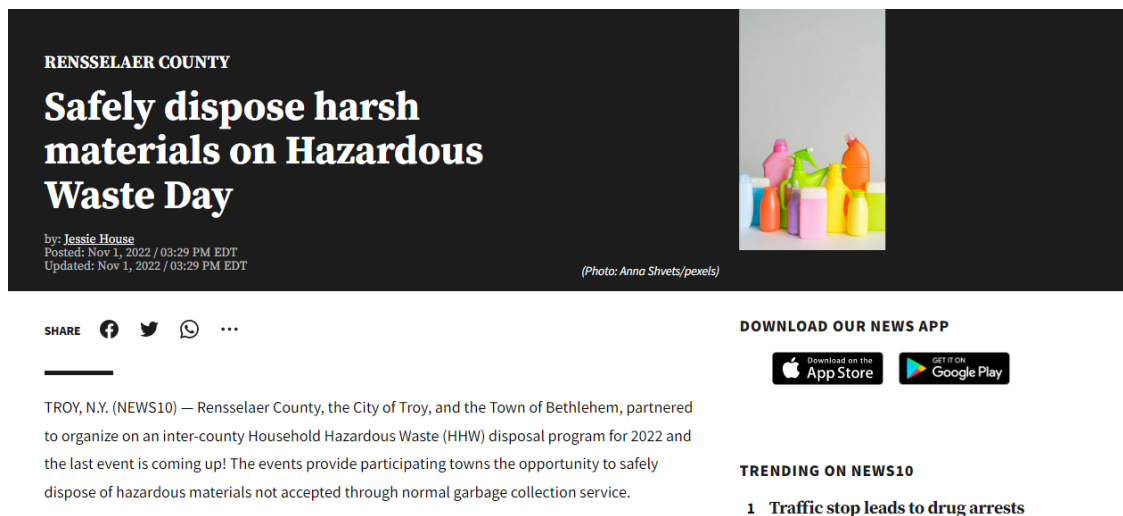 RENSSELAER COUNTY
Safely dispose harsh
materials on Hazardous
Waste Day
by: Jessie House
Posted: Nov 1, 2022 / 03:29 PM EDT
Updated: Nov 1, 2022 / 03:29 PM EDT
(Photo: Anna Shvets/pexels)
SHARE
TROY, N.Y. (NEWS10) — Rensselaer County, the City of Troy, and the Town of Bethlehem, partnered
to organize on an inter-county Household Hazardous Waste (HHW) disposal program for 2022 and
the last event is coming up! The events provide participating towns the opportunity to safely
dispose of hazardous materials not accepted through normal garbage collection service.
DOWNLOAD OUR NEWS APP
Download on the
App Store
GET IT ON
Google Play
TRENDING ON NEWS10
1 Traffic stop leads to drug arrests